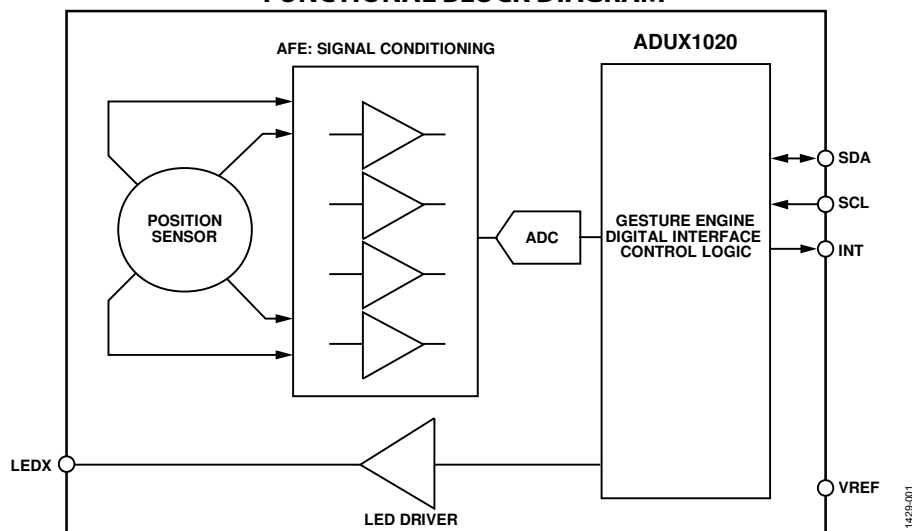 FUNCTIONAL BLOCK DIAGRAM
AFE: SIGNAL CONDITIONING
ADUX1020
POSITION
SENSOR
ADC
GESTURE ENGINE
DIGITAL INTERFACE
CONTROL LOGIC
SDA
SCL
INT
LEDX
LED DRIVER
VREF
1429-001